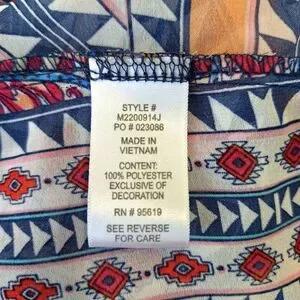 STYLE #
M2200914J
PO # 023086
MADE IN
VIETNAM
CONTENT:
100% POLYESTER
EXCLUSIVE OF
DECORATION
RN # 95619
SEE REVERSE
FOR CARE